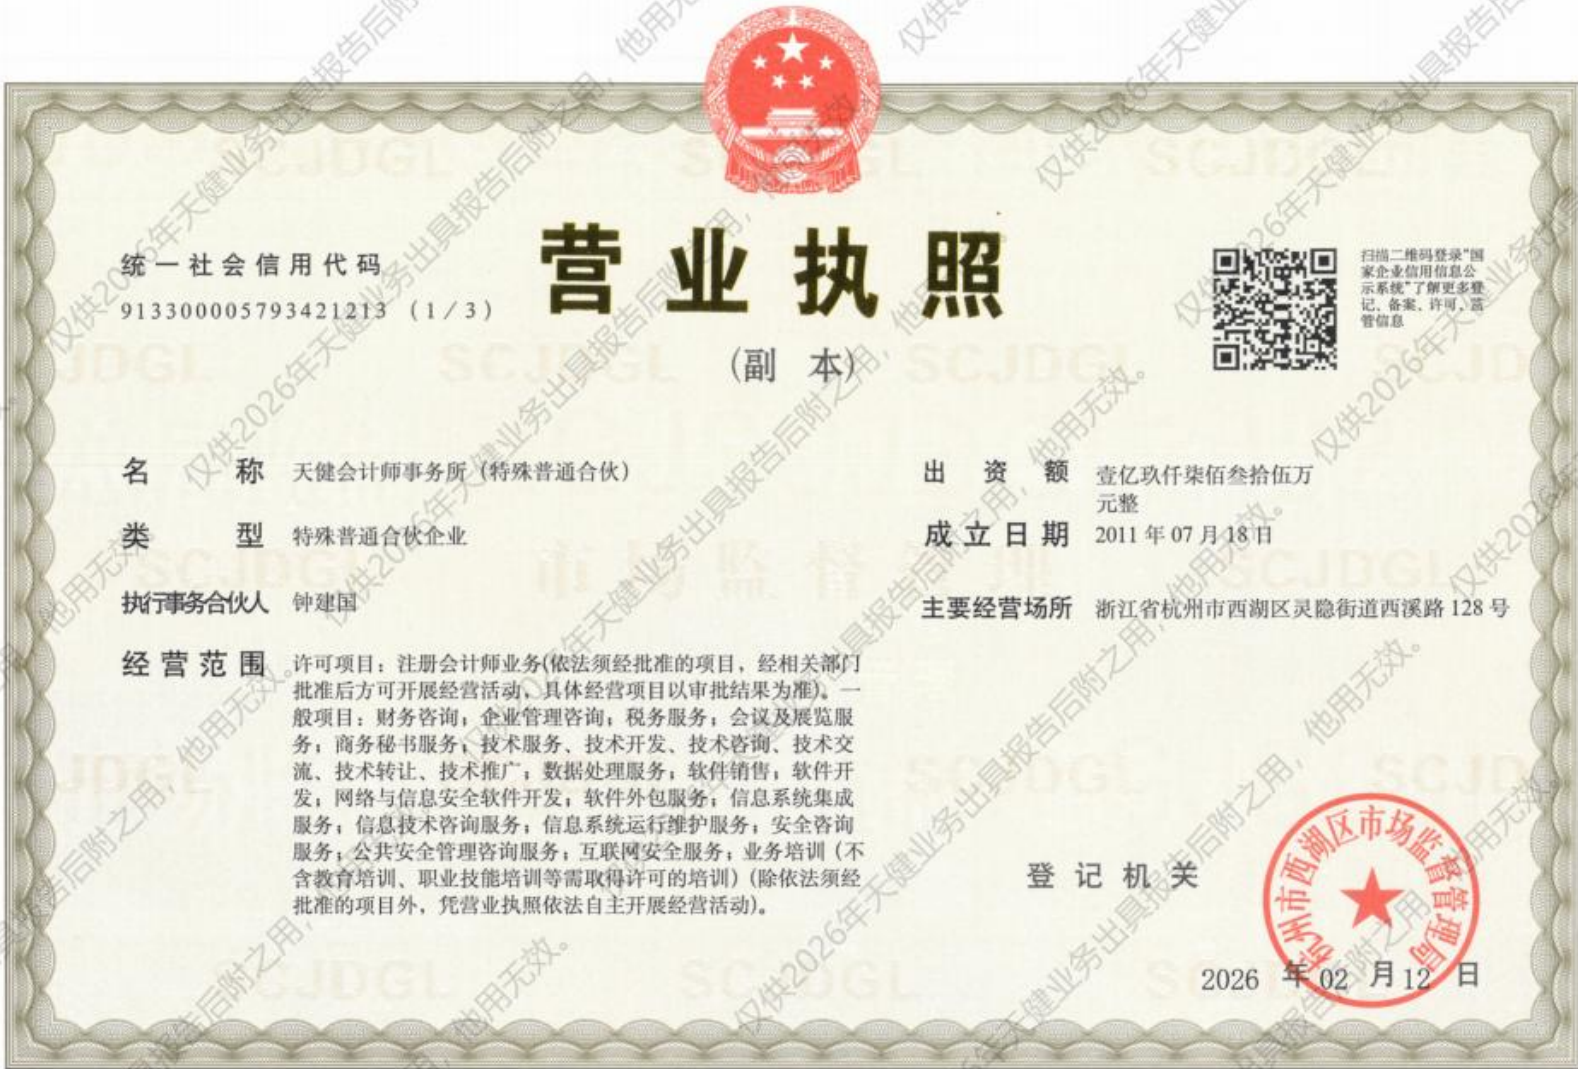 统一社会信用代码
913300005793421213 (1/3)
营业执照
(副 本)
扫描二维码登录“国
家企业信用信息公
示系统”了解更多登
记、备案、许可、监
管信息
名 称 天健会计师事务所（特殊普通合伙）
类 型 特殊普通合伙企业
执行事务合伙人 钟建国
经营范围 许可项目：注册会计师业务(依法须经批准的项目，经相关部门
批准后方可开展经营活动，具体经营项目以审批结果为准)。一
般项目：财务咨询；企业管理咨询；税务服务；会议及展览服
务；商务秘书服务；技术服务、技术开发、技术咨询、技术交
流、技术转让、技术推广；数据处理服务；软件销售；软件开
发；网络与信息安全软件开发；软件外包服务；信息系统集成
服务；信息技术咨询服务；信息系统运行维护服务；安全咨询
服务；公共安全管理咨询服务；互联网安全服务；业务培训（不
含教育培训、职业技能培训等需取得许可的培训）(除依法须经
批准的项目外，凭营业执照依法自主开展经营活动)。
出 资 额 壹亿玖仟柒佰叁拾伍万
元整
成立日期 2011 年 07 月 18 日
主要经营场所 浙江省杭州市西湖区灵隐街道西溪路 128 号
登记机关
杭州市西湖区市场监督管理局
2026 年 02 月 12 日
仅供2026年天健业务出具报告后附之用，他用无效。
SCJDGL
市场监督管理